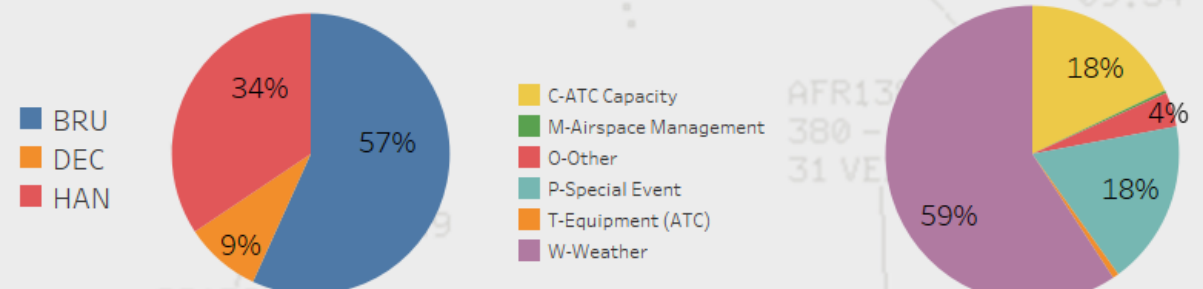 BRU
DEC
HAN
34%
57%
9%
C-ATC Capacity
M-Airspace Management
O-Other
P-Special Event
T-Equipment (ATC)
W-Weather
18%
4%
18%
59%
AFR13
380 -
31 VE